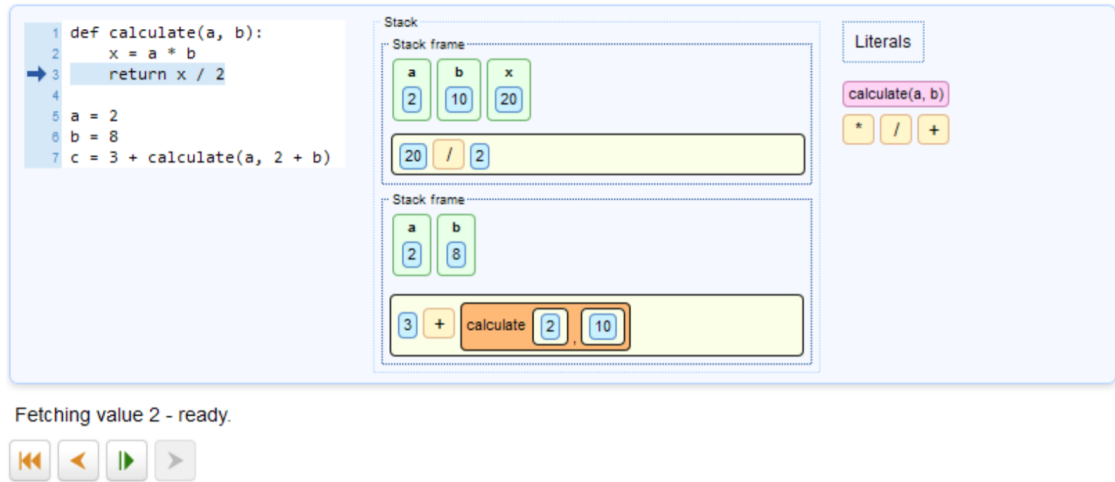 1 def calculate(a, b):
2     x = a * b
3     return x / 2
4
5 a = 2
6 b = 8
7 c = 3 + calculate(a, 2 + b)
Stack
Stack frame
a b x
2 10 20
20 / 2
Stack frame
a b
2 8
3 + calculate 2 , 10
Literals
calculate(a, b)
* / +
Fetching value 2 - ready.